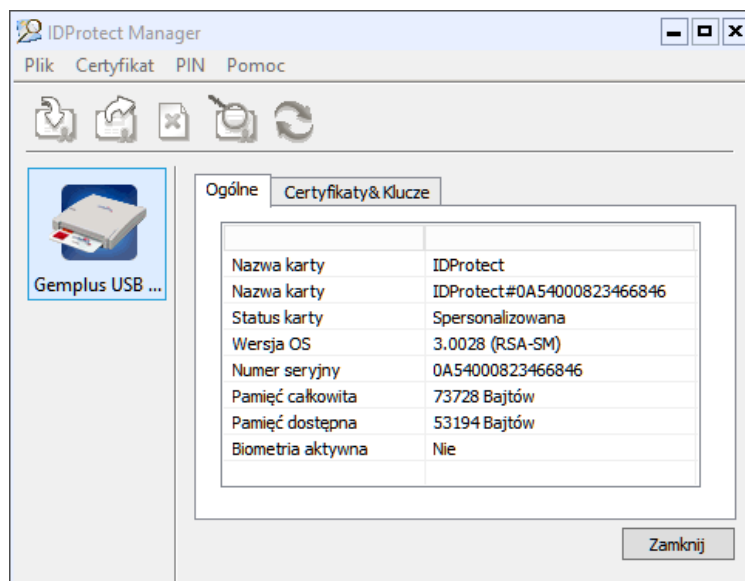 IDProtect Manager
Plik Certyfikat PIN Pomoc
Gemplus USB ...
Ogólne Certyfikaty& Klucze
Nazwa karty IDProtect
Nazwa karty IDProtect#0A54000823466846
Status karty Spersonalizowana
Wersja OS 3.0028 (RSA-SM)
Numer seryjny 0A54000823466846
Pamięć całkowita 73728 Bajtów
Pamięć dostępna 53194 Bajtów
Biometria aktywna Nie
Zamknij